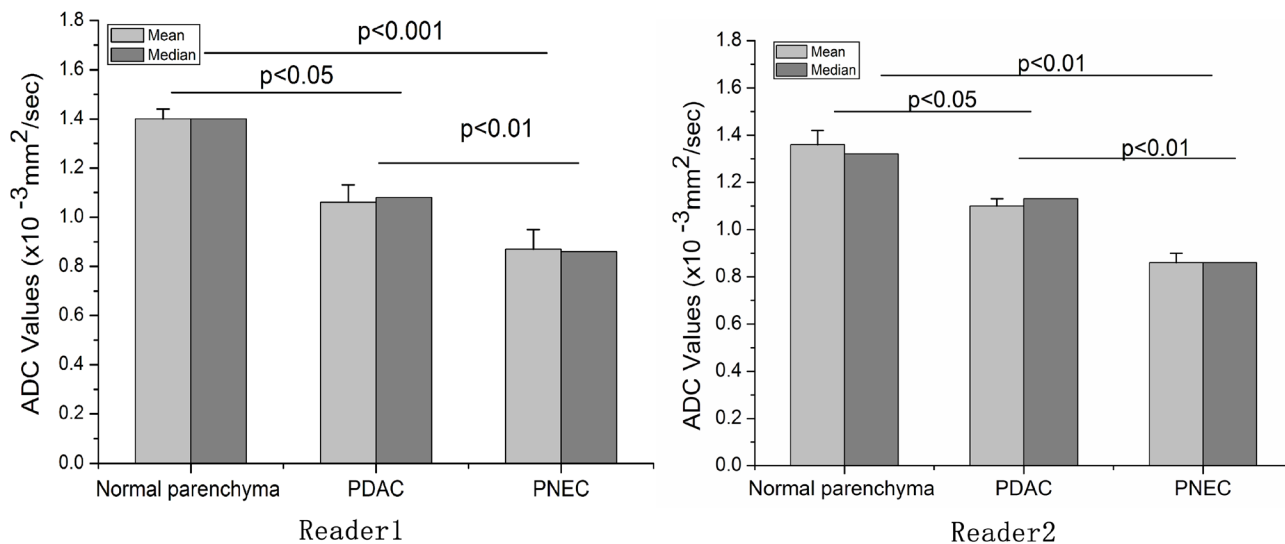 Mean
Median
p<0.001
p<0.05
p<0.01
ADC Values (x10 -3mm2/sec)
1.8
1.6
1.4
1.2
1.0
0.8
0.6
0.4
0.2
0.0
Normal parenchyma PDAC PNEC
Reader1
Mean
Median
p<0.01
p<0.05
p<0.01
ADC Values (x10 -3mm2/sec)
1.8
1.6
1.4
1.2
1.0
0.8
0.6
0.4
0.2
0.0
Normal parenchyma PDAC PNEC
Reader2